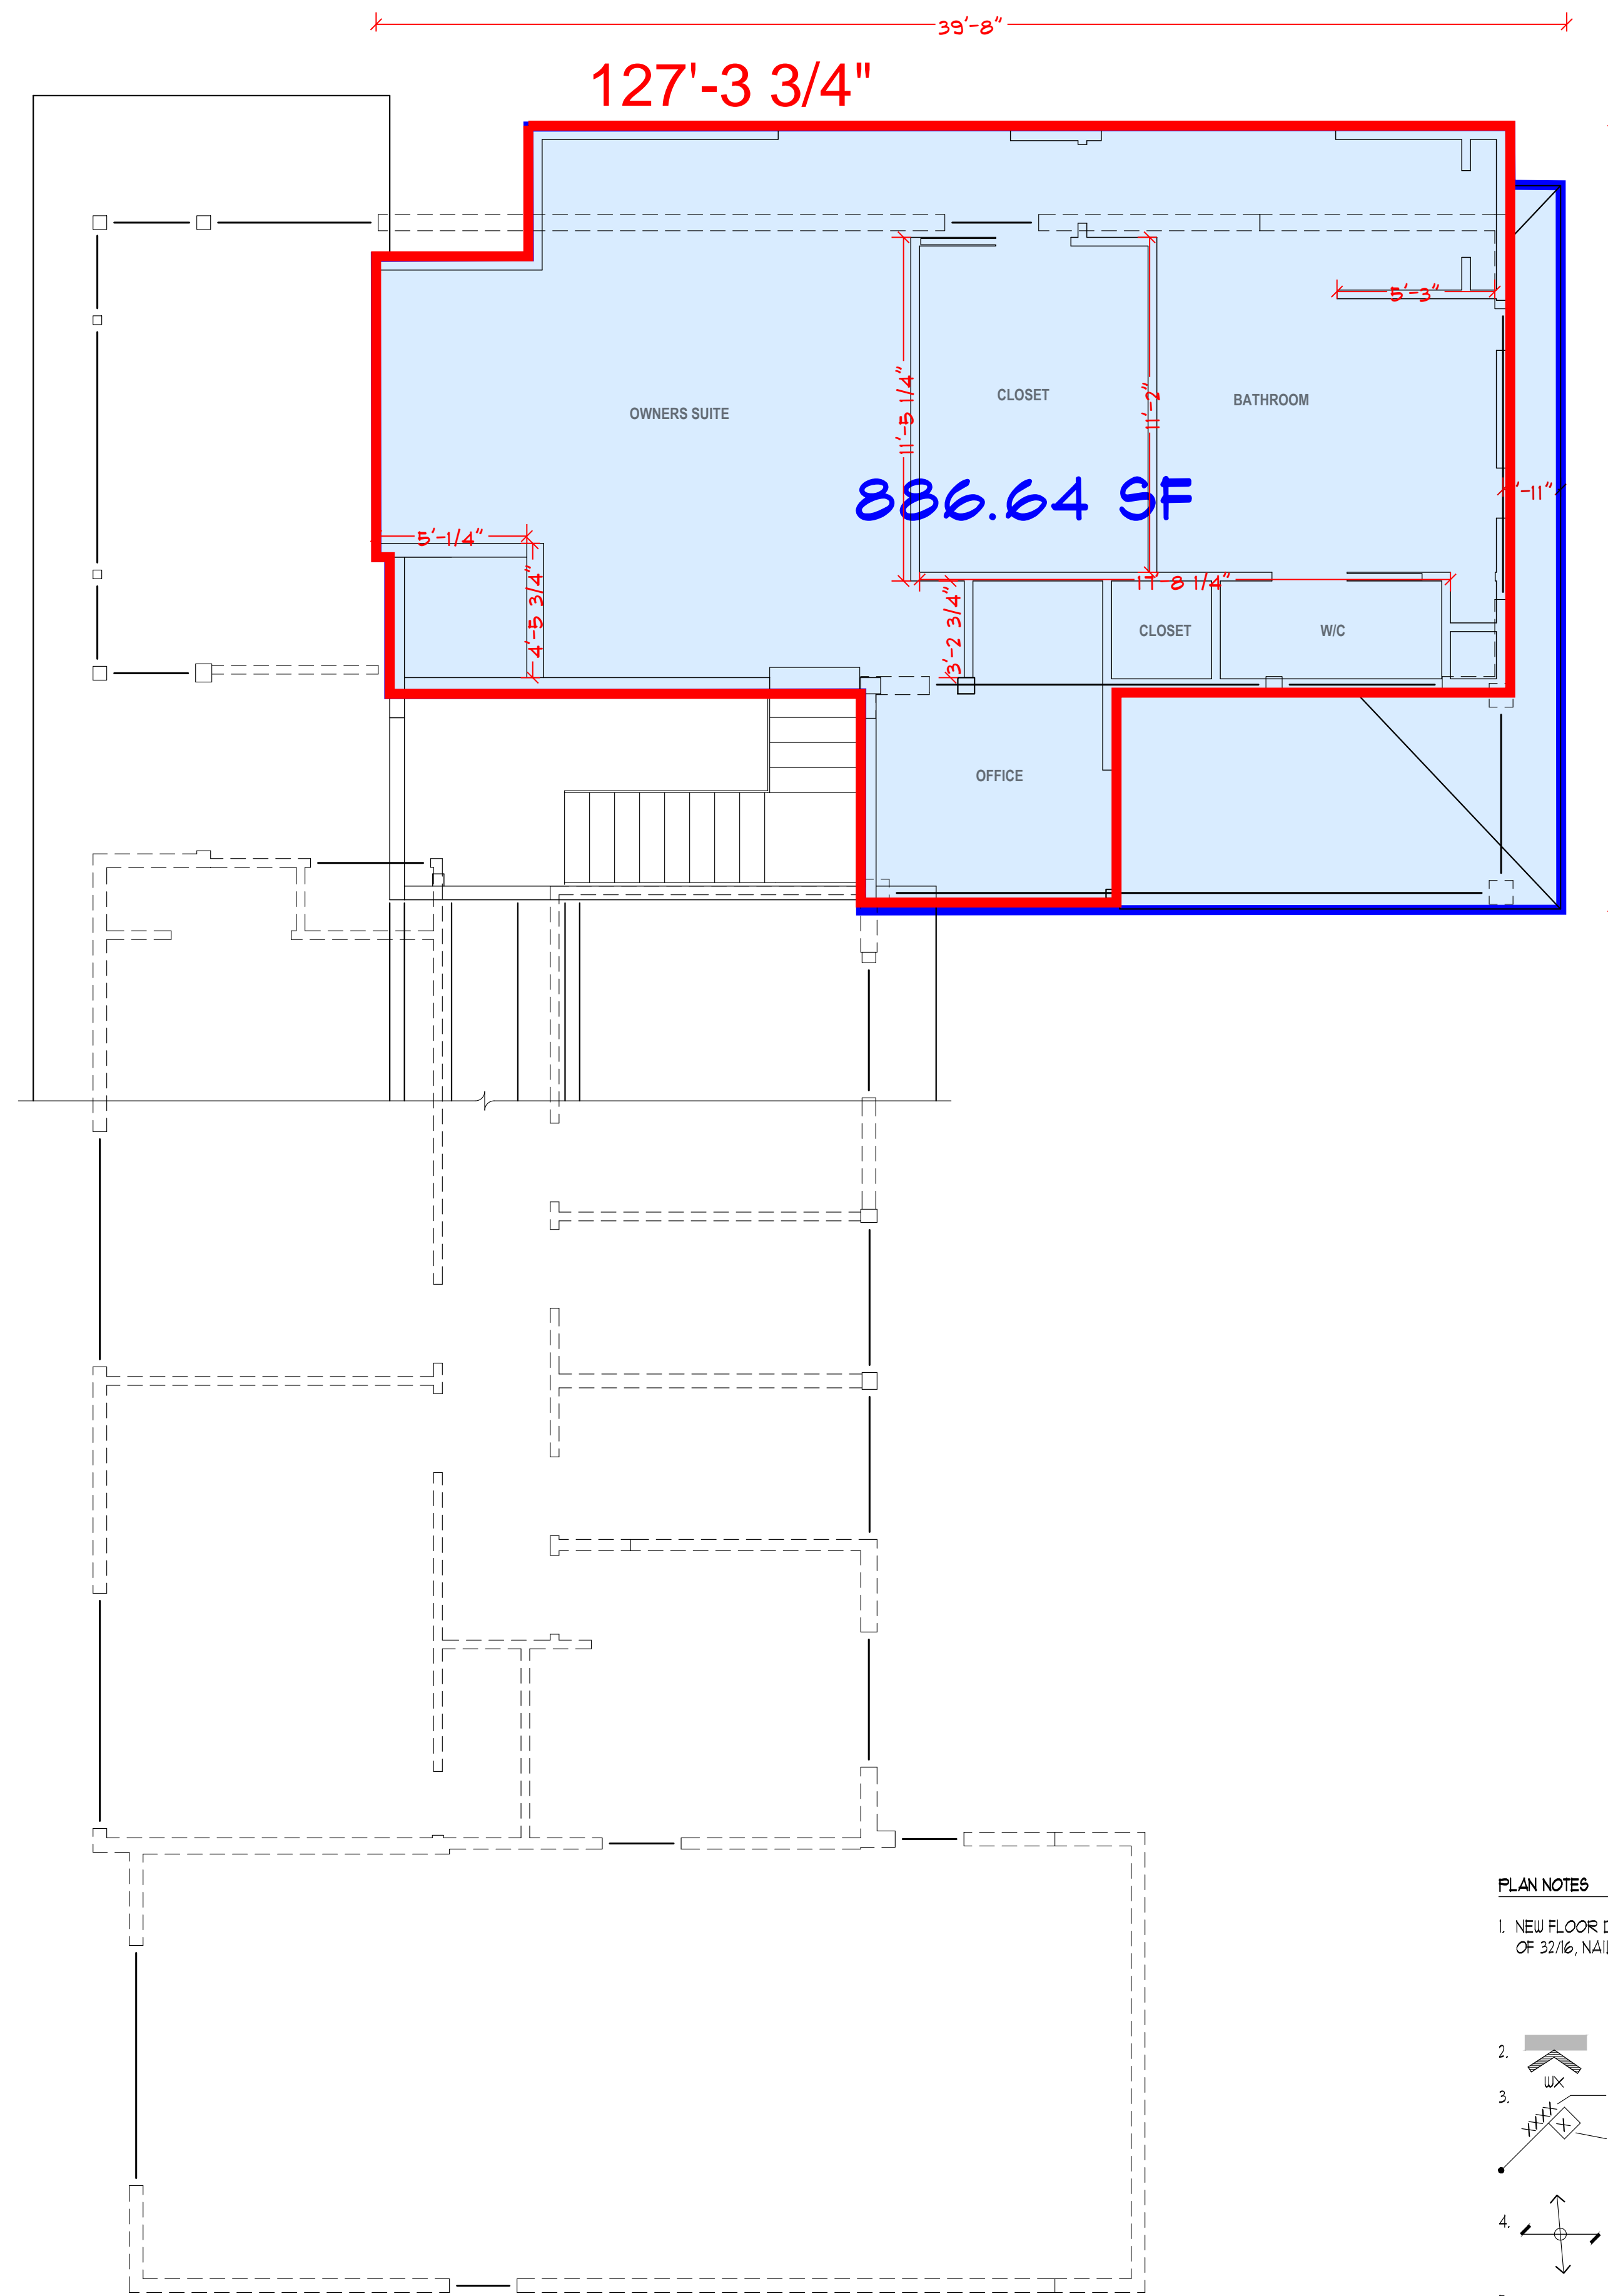 39'-8"
127'-3 3/4"
5'-3"
11'-5 1/4"
CLOSET
11'-2"
BATHROOM
OWNERS SUITE
886.64 SF
'-11"
5'-1/4"
4'-5 3/4"
17'-8 1/4"
3'-2 3/4"
CLOSET
W/C
OFFICE
PLAN NOTES
1. NEW FLOOR
OF 32/16,
2.
WX
3.
XXXX
X
4.